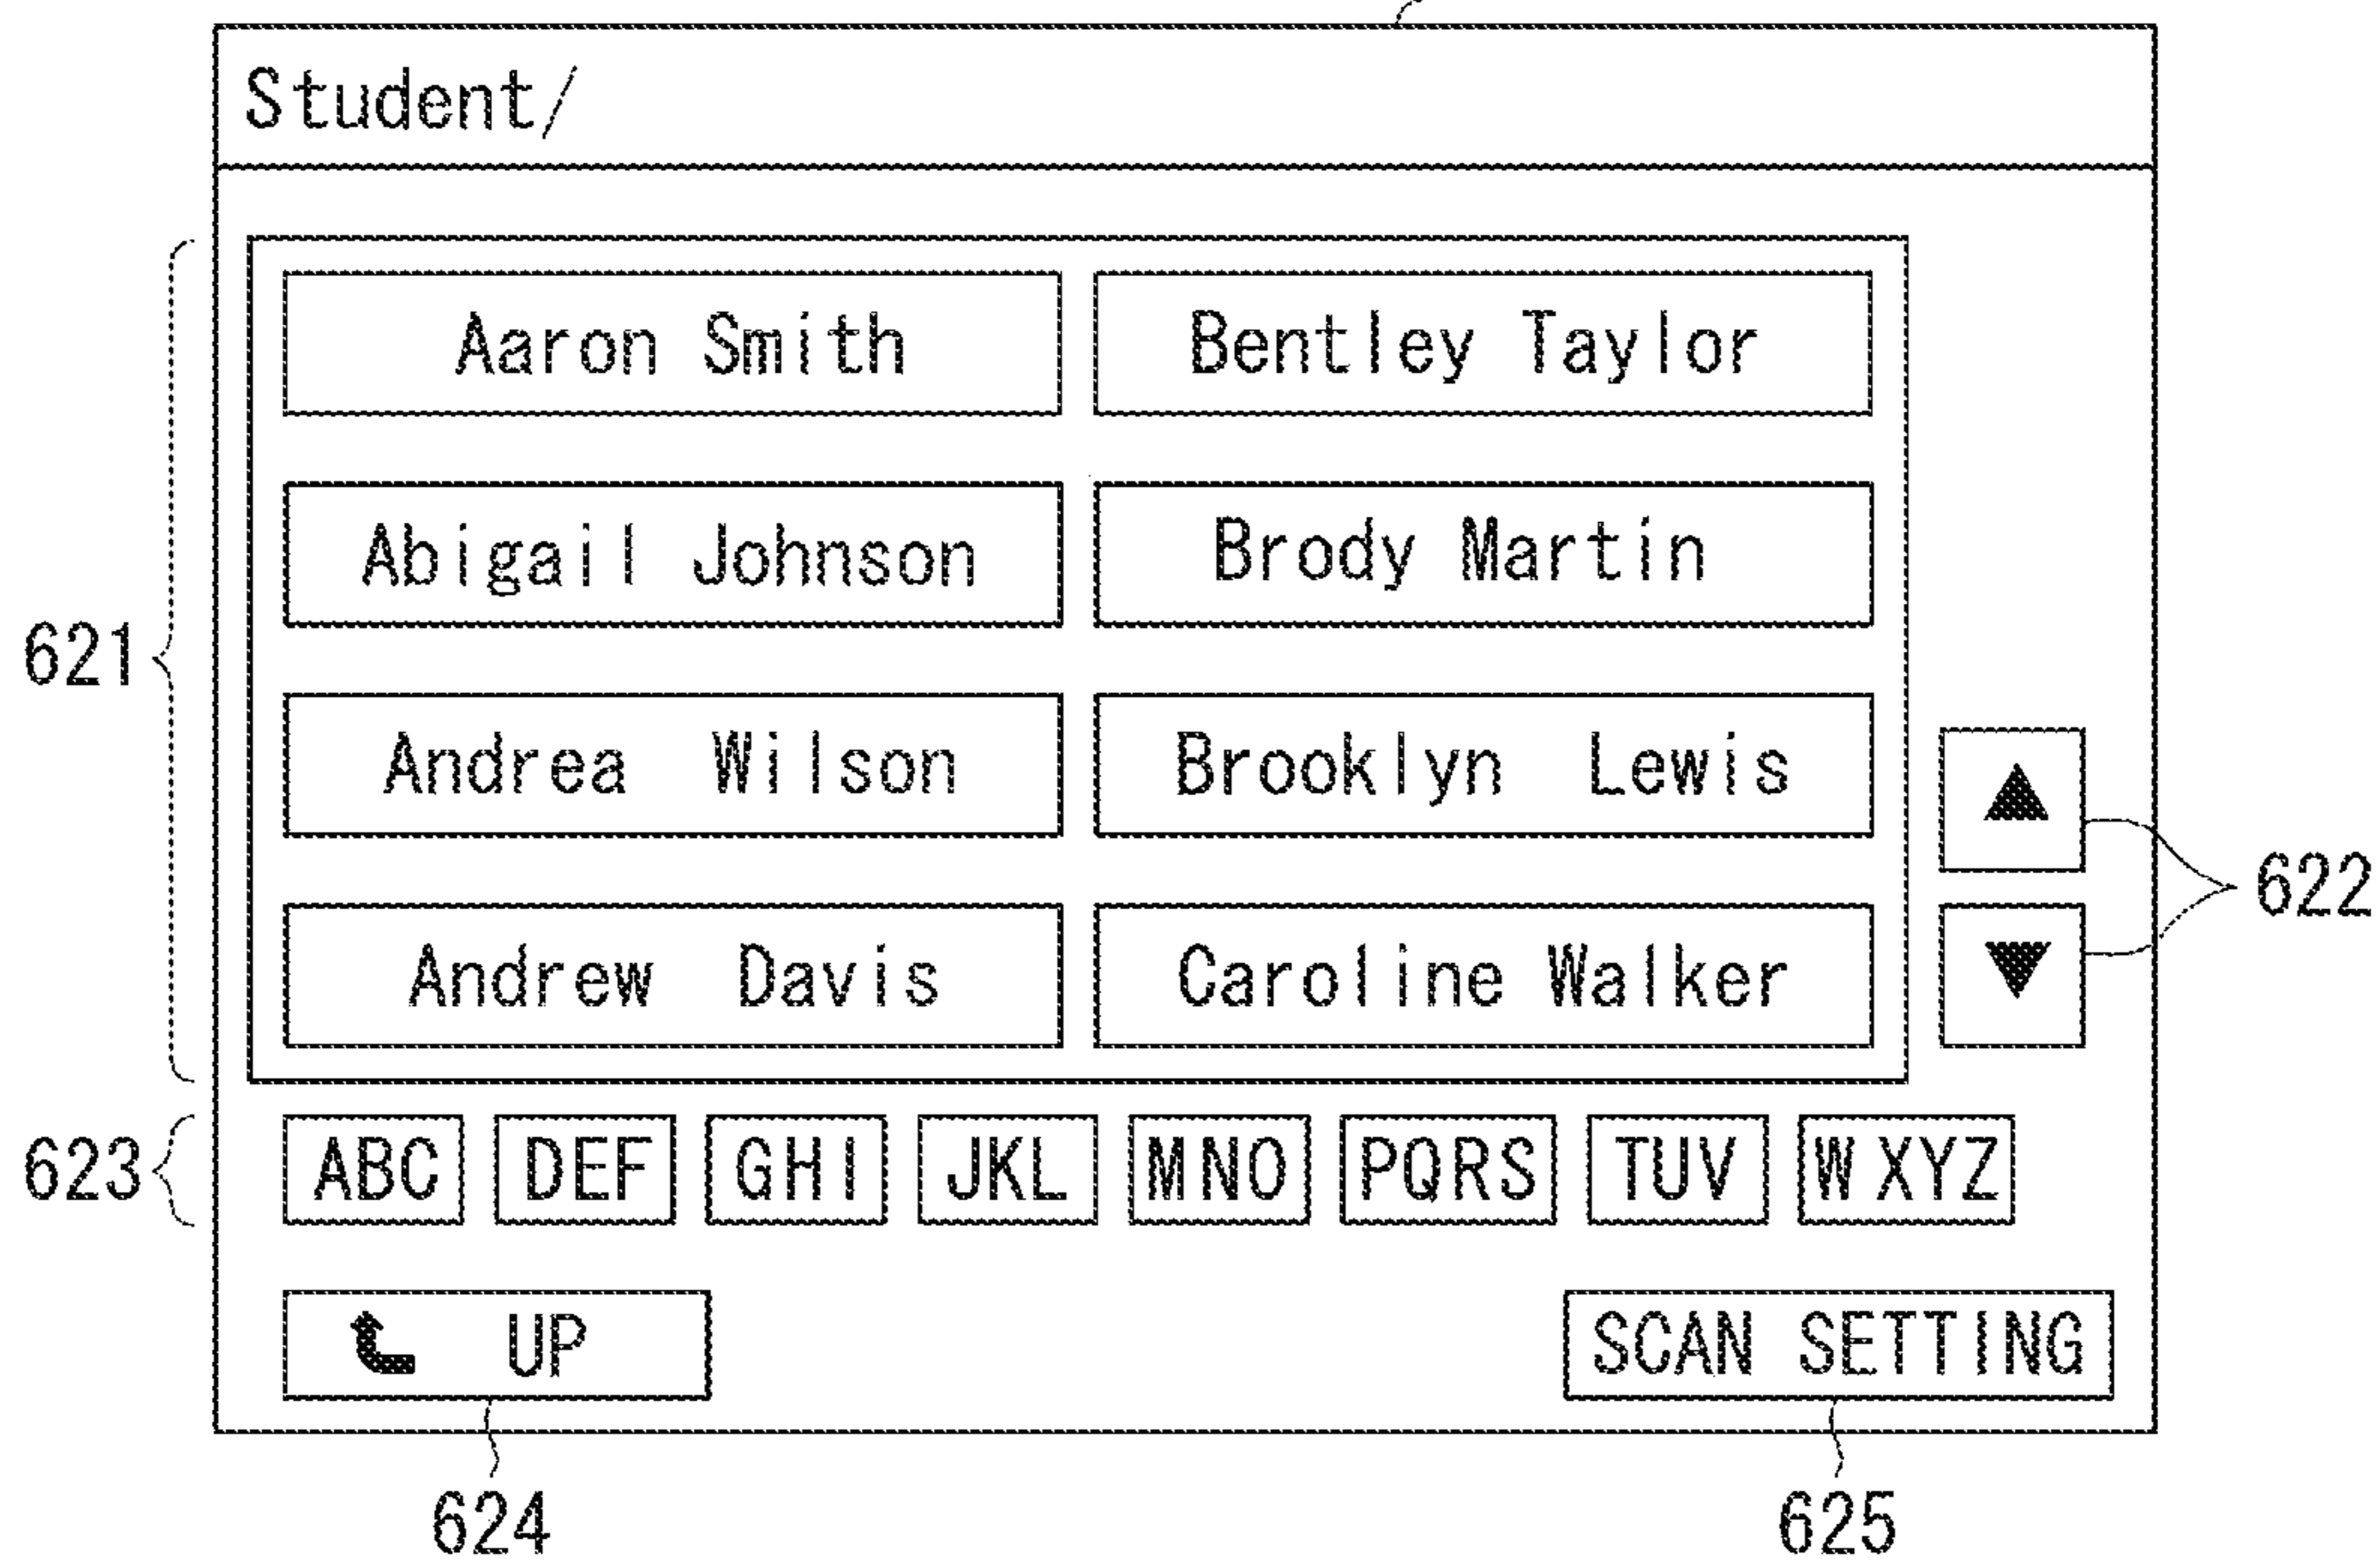 Student/
Aaron Smith Bentley Taylor
Abigail Johnson Brody Martin
621
Andrea Wilson Brooklyn Lewis
▲
622
Andrew Davis Caroline Walker
▼
623 ABC DEF GHI JKL MNO PQRS TUV WXYZ
UP SCAN SETTING
624 625